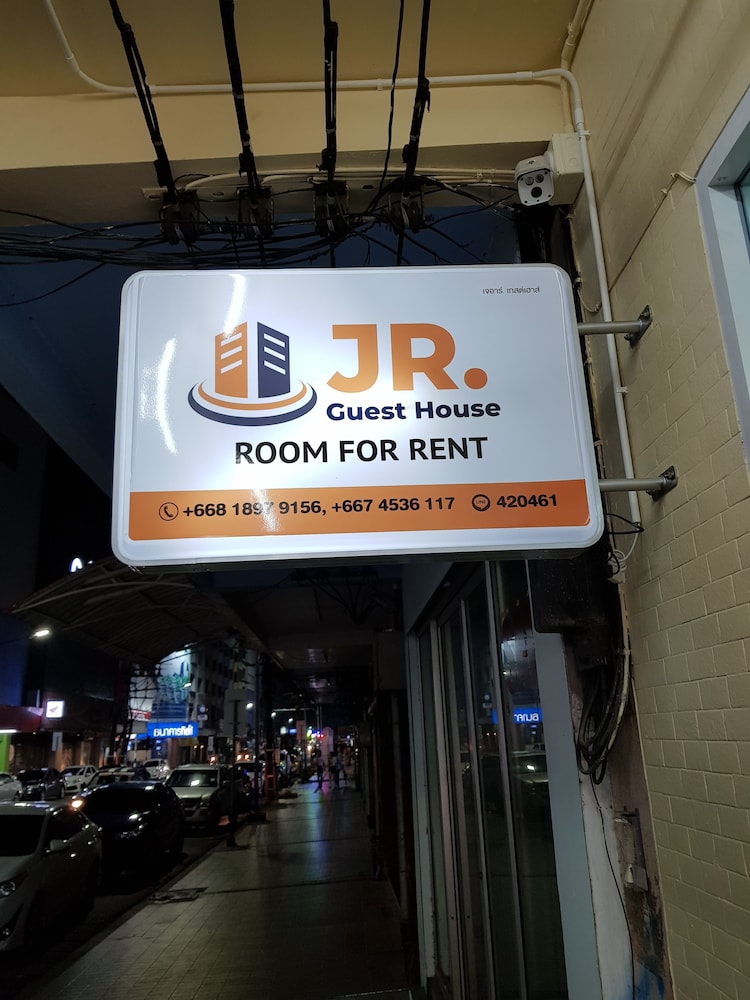 เจอาร์. เกสต์เฮาส์
JR.
Guest House
ROOM FOR RENT
+668 1897 9156, +667 4536 117 LINE 420461